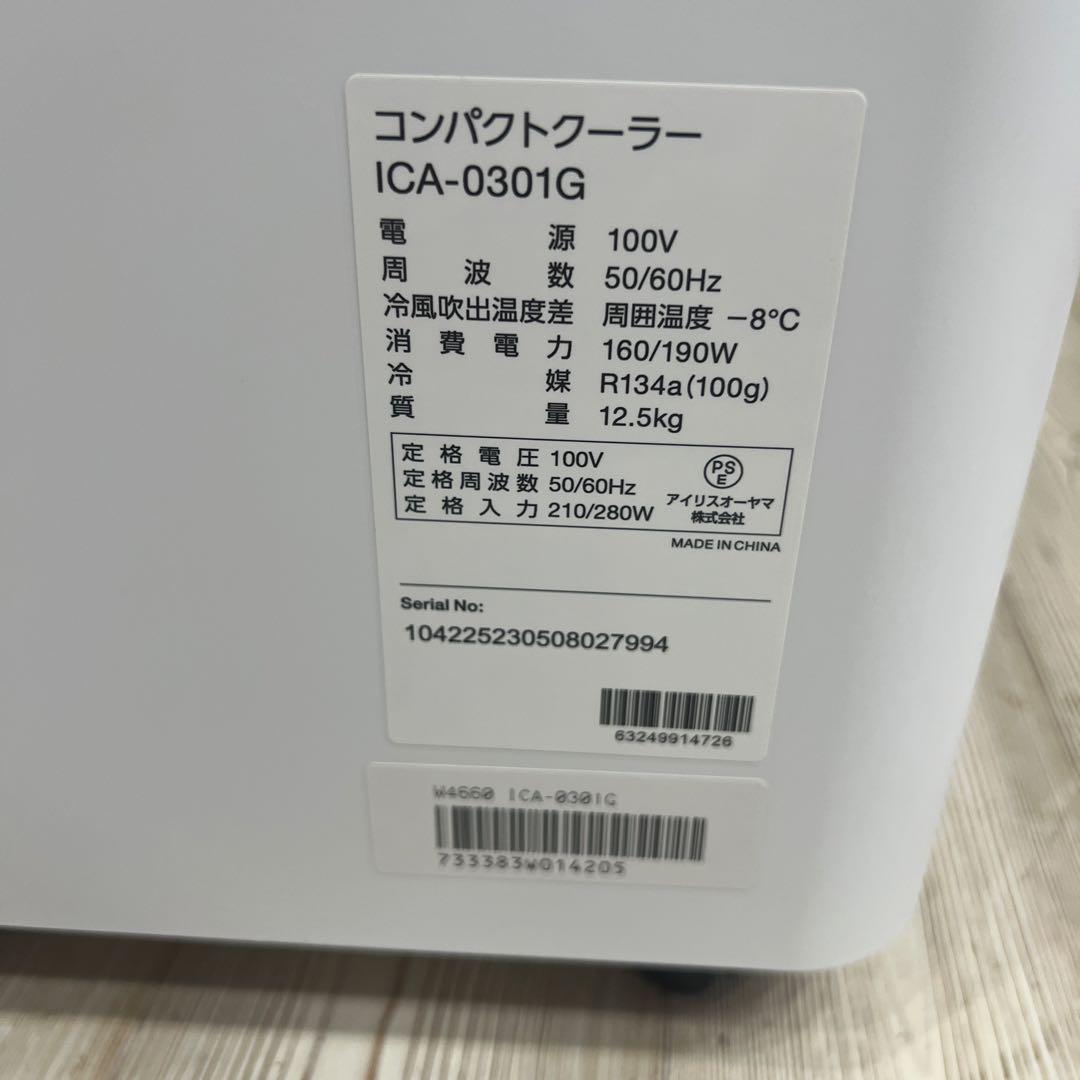 コンパクトクーラー
ICA-0301G
電源 100V
周波数 50/60Hz
冷風吹出温度差 周囲温度 −8℃
消費電力 160/190W
冷媒 R134a(100g)
質量 12.5kg
定格電圧 100V
定格周波数 50/60Hz
定格入力 210/280W
PS
E
アイリスオーヤマ
株式会社
MADE IN CHINA
Serial No:
104225230508027994
63249914726
W4660 ICA-0301G
733383W014205